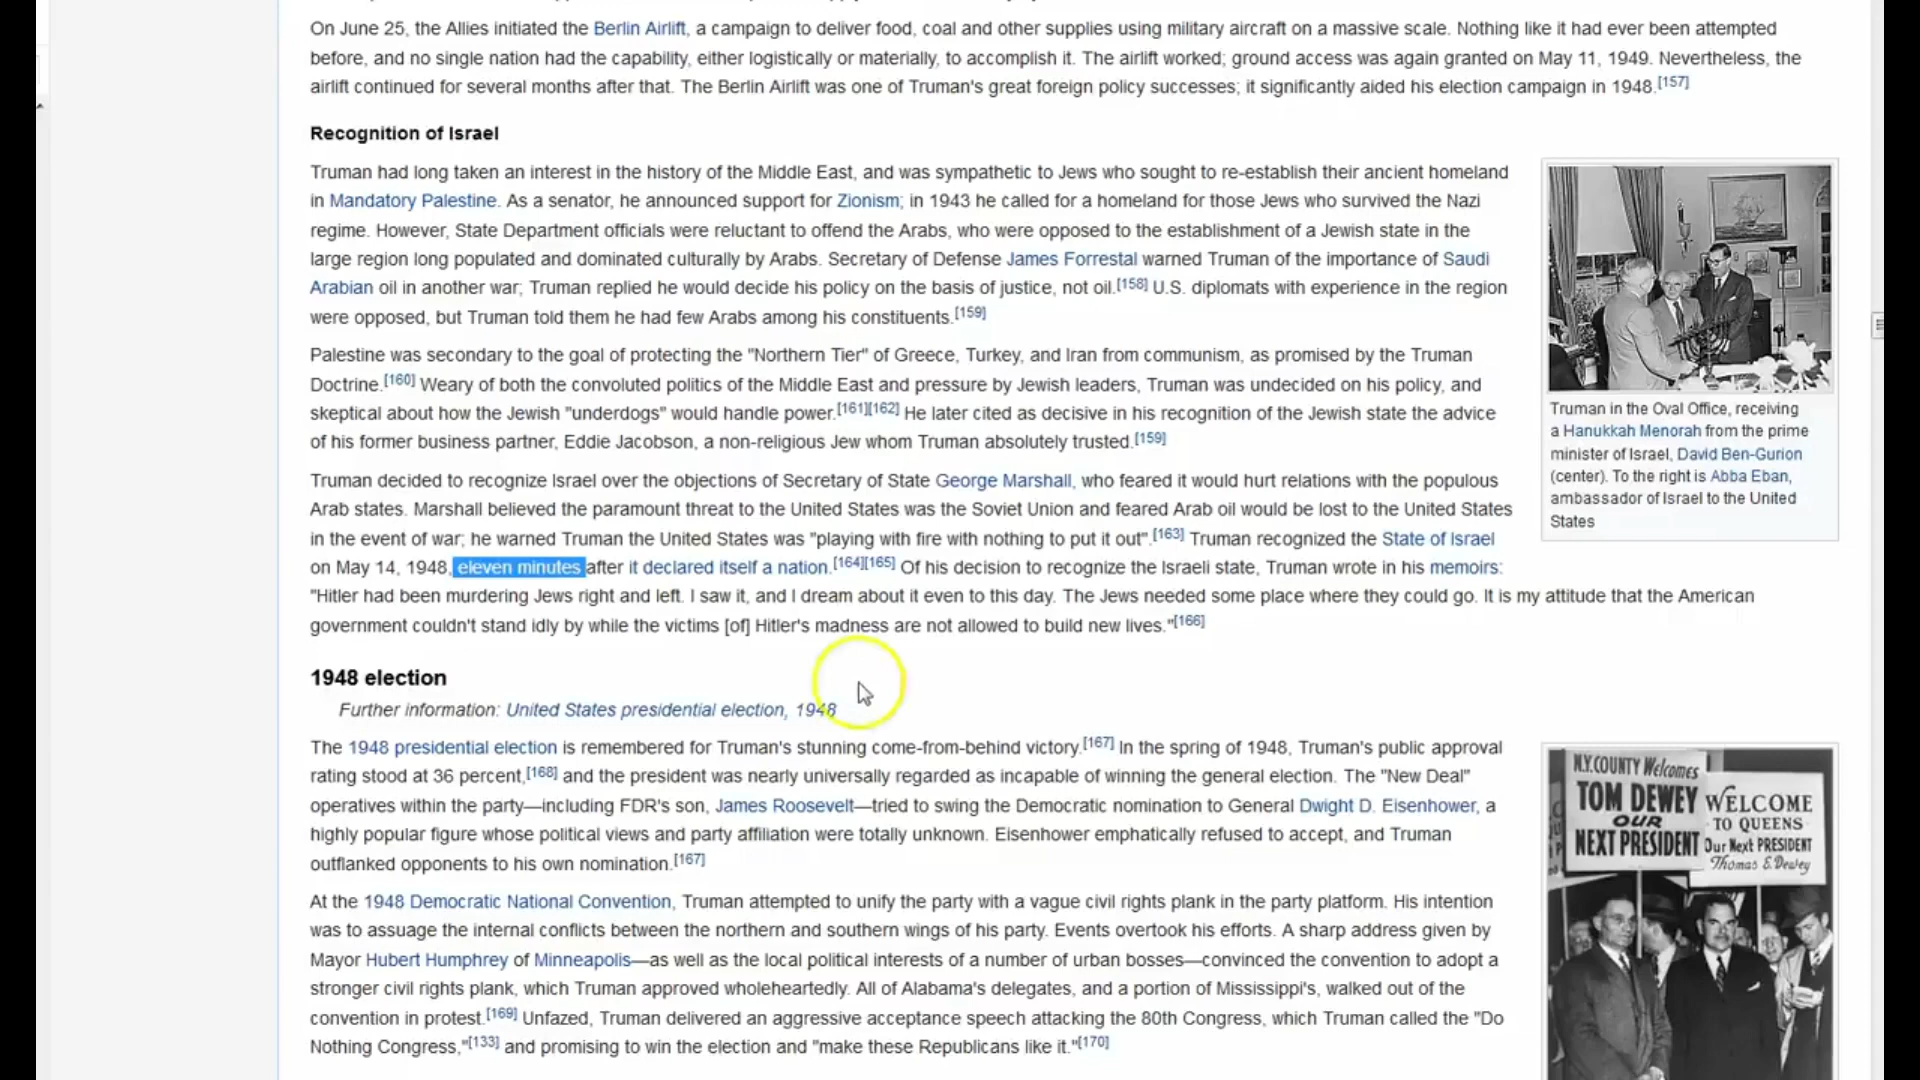 On June 25, the Allies initiated the Berlin Airlift, a campaign to deliver food, coal and other supplies using military aircraft on a massive scale. Nothing like it had ever been attempted
before, and no single nation had the capability, either logistically or materially, to accomplish it. The airlift worked; ground access was again granted on May 11, 1949. Nevertheless, the
airlift continued for several months after that. The Berlin Airlift was one of Truman's great foreign policy successes; it significantly aided his election campaign in 1948.[157]
Recognition of Israel
Truman had long taken an interest in the history of the Middle East, and was sympathetic to Jews who sought to re-establish their ancient homeland
in Mandatory Palestine. As a senator, he announced support for Zionism; in 1943 he called for a homeland for those Jews who survived the Nazi
regime. However, State Department officials were reluctant to offend the Arabs, who were opposed to the establishment of a Jewish state in the
large region long populated and dominated culturally by Arabs. Secretary of Defense James Forrestal warned Truman of the importance of Saudi
Arabian oil in another war; Truman replied he would decide his policy on the basis of justice, not oil.[158] U.S. diplomats with experience in the region
were opposed, but Truman told them he had few Arabs among his constituents.[159]
Palestine was secondary to the goal of protecting the "Northern Tier" of Greece, Turkey, and Iran from communism, as promised by the Truman
Doctrine.[160] Weary of both the convoluted politics of the Middle East and pressure by Jewish leaders, Truman was undecided on his policy, and
skeptical about how the Jewish "underdogs" would handle power.[161][162] He later cited as decisive in his recognition of the Jewish state the advice
of his former business partner, Eddie Jacobson, a non-religious Jew whom Truman absolutely trusted.[159]
Truman decided to recognize Israel over the objections of Secretary of State George Marshall, who feared it would hurt relations with the populous
Arab states. Marshall believed the paramount threat to the United States was the Soviet Union and feared Arab oil would be lost to the United States
in the event of war; he warned Truman the United States was "playing with fire with nothing to put it out".[163] Truman recognized the State of Israel
on May 14, 1948, eleven minutes after it declared itself a nation.[164][165] Of his decision to recognize the Israeli state, Truman wrote in his memoirs:
"Hitler had been murdering Jews right and left. I saw it, and I dream about it even to this day. The Jews needed some place where they could go. It is my attitude that the American
government couldn't stand idly by while the victims [of] Hitler's madness are not allowed to build new lives."[166]
Truman in the Oval Office, receiving
a Hanukkah Menorah from the prime
minister of Israel, David Ben-Gurion
(center). To the right is Abba Eban,
ambassador of Israel to the United
States
1948 election
Further information: United States presidential election, 1948
The 1948 presidential election is remembered for Truman's stunning come-from-behind victory.[167] In the spring of 1948, Truman's public approval
rating stood at 36 percent,[168] and the president was nearly universally regarded as incapable of winning the general election. The "New Deal"
operatives within the party—including FDR's son, James Roosevelt—tried to swing the Democratic nomination to General Dwight D. Eisenhower, a
highly popular figure whose political views and party affiliation were totally unknown. Eisenhower emphatically refused to accept, and Truman
outflanked opponents to his own nomination.[167]
At the 1948 Democratic National Convention, Truman attempted to unify the party with a vague civil rights plank in the party platform. His intention
was to assuage the internal conflicts between the northern and southern wings of his party. Events overtook his efforts. A sharp address given by
Mayor Hubert Humphrey of Minneapolis—as well as the local political interests of a number of urban bosses—convinced the convention to adopt a
stronger civil rights plank, which Truman approved wholeheartedly. All of Alabama's delegates, and a portion of Mississippi's, walked out of the
convention in protest.[169] Unfazed, Truman delivered an aggressive acceptance speech attacking the 80th Congress, which Truman called the "Do
Nothing Congress,"[133] and promising to win the election and "make these Republicans like it."[170]
N.Y. COUNTY Welcomes
TOM DEWEY
OUR
NEXT PRESIDENT
WELCOME
TO QUEENS
Our Next PRESIDENT
Thomas E. Dewey